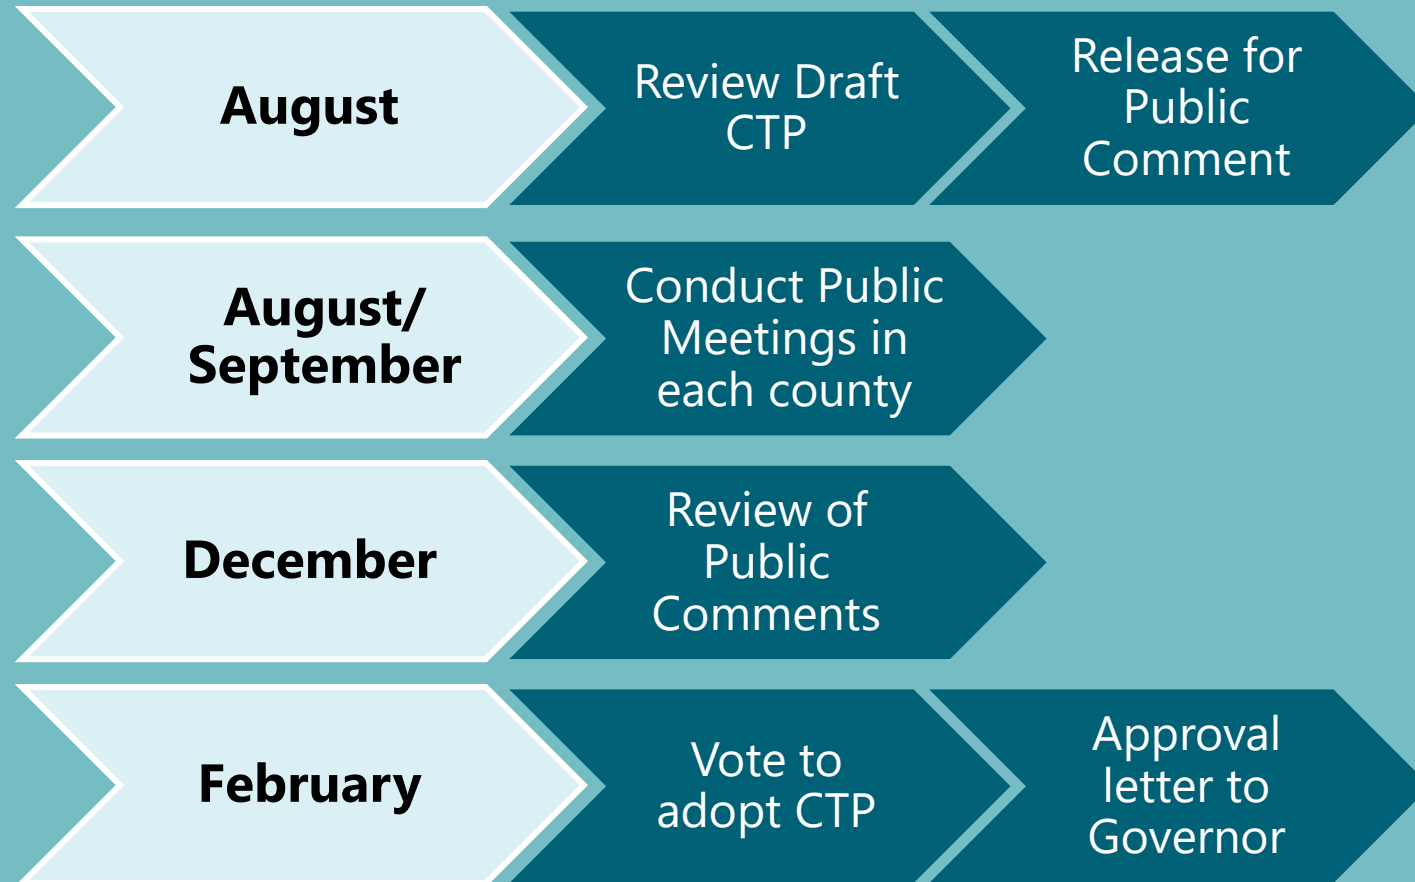 August
Review Draft
CTP
Release for
Public
Comment
August/
September
Conduct Public
Meetings in
each county
December
Review of
Public
Comments
February
Vote to
adopt CTP
Approval
letter to
Governor